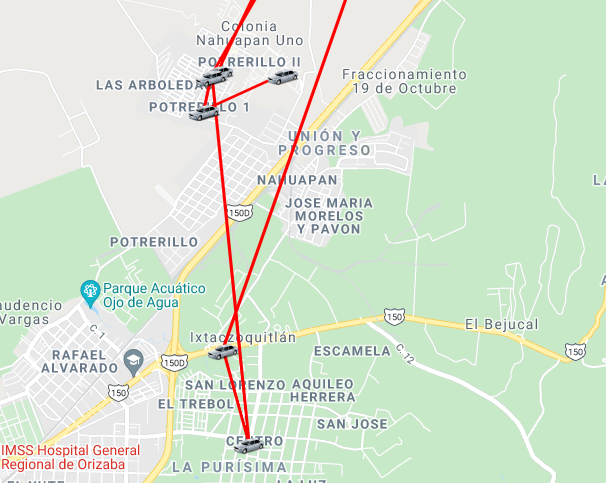 Colonia
Nahuapan Uno
POTRERILLO II
LAS ARBOLEDA
Fraccionamiento
19 de Octubre
POTRERILLO 1
UNIÓN Y
PROGRESO
NAHUAPAN
JOSE MARIA
MORELOS
Y PAVON
150D
POTRERILLO
Parque Acuático
Ojo de Agua
audencio
Vargas
C. 1
150
El Bejucal
Ixtaczoquitlán
RAFAEL
ALVARADO
150D
ESCAMELA
C. 12
150
150
SAN LORENZO
AQUILEO
HERRERA
EL TREBOL
SAN JOSE
CENTRO
IMSS Hospital General
Regional de Orizaba
LA PURÍSIMA